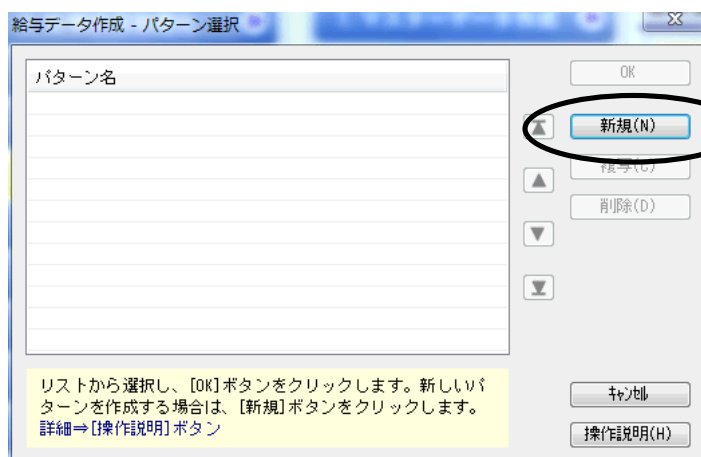 給与データ作成 - パターン選択
パターン名
OK
新規(N)
複写(C)
削除(D)
リストから選択し、[OK]ボタンをクリックします。新しいパ
ターンを作成する場合は、[新規]ボタンをクリックします。
詳細⇒[操作説明]ボタン
ｷｬﾝｾﾙ
操作説明(H)